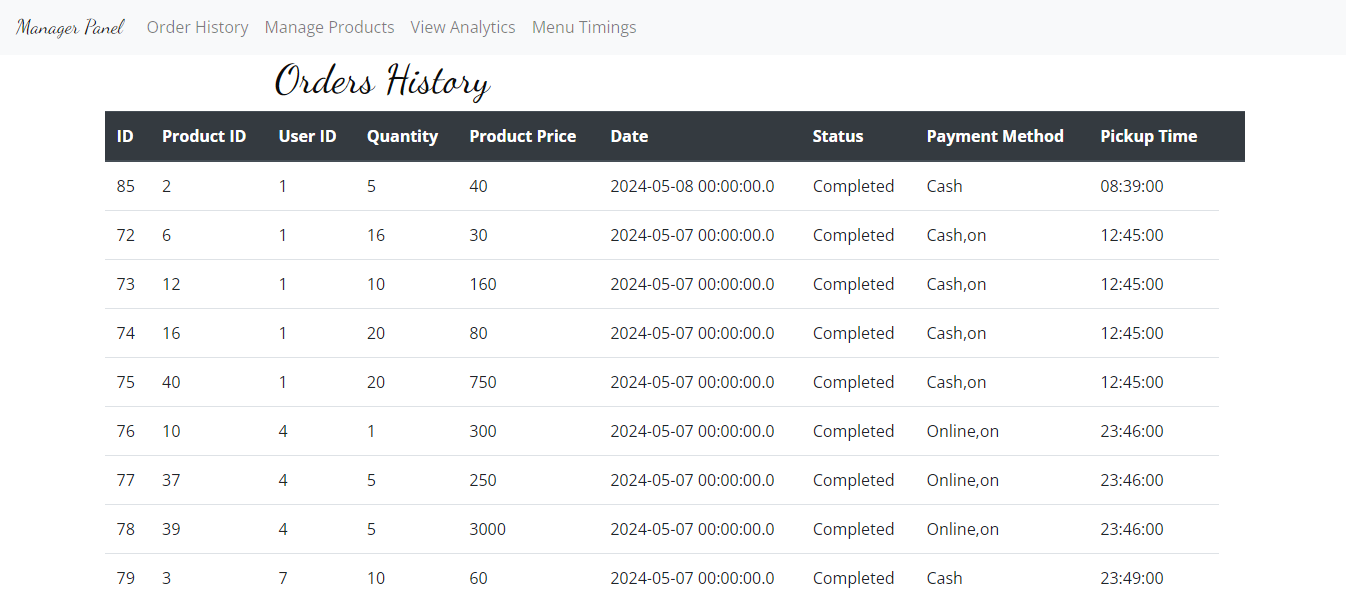 Manager Panel Order History Manage Products View Analytics Menu Timings
Orders History
ID Product ID User ID Quantity Product Price Date Status Payment Method Pickup Time
85 2 1 5 40 2024-05-08 00:00:00.0 Completed Cash 08:39:00
72 6 1 16 30 2024-05-07 00:00:00.0 Completed Cash,on 12:45:00
73 12 1 10 160 2024-05-07 00:00:00.0 Completed Cash,on 12:45:00
74 16 1 20 80 2024-05-07 00:00:00.0 Completed Cash,on 12:45:00
75 40 1 20 750 2024-05-07 00:00:00.0 Completed Cash,on 12:45:00
76 10 4 1 300 2024-05-07 00:00:00.0 Completed Online,on 23:46:00
77 37 4 5 250 2024-05-07 00:00:00.0 Completed Online,on 23:46:00
78 39 4 5 3000 2024-05-07 00:00:00.0 Completed Online,on 23:46:00
79 3 7 10 60 2024-05-07 00:00:00.0 Completed Cash 23:49:00